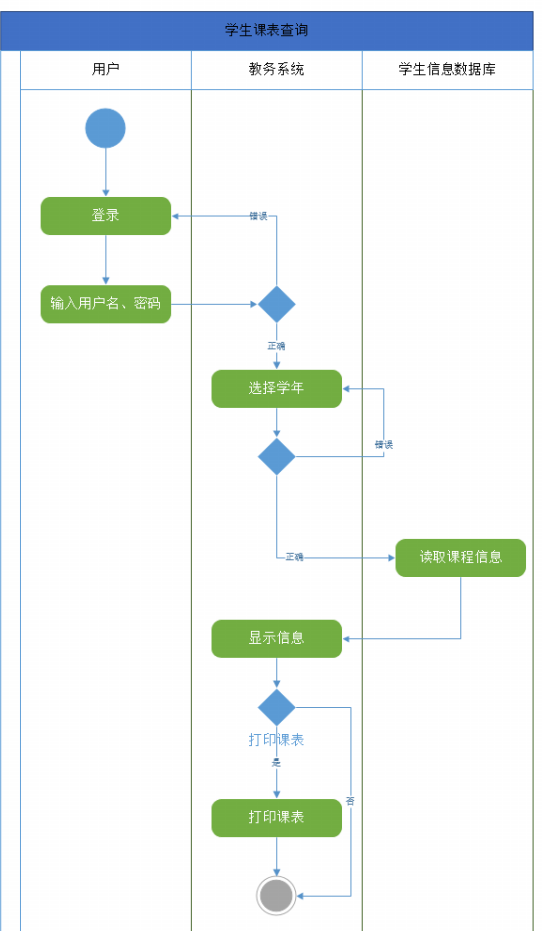 学生课表查询
用户
教务系统
学生信息数据库
登录
错误
输入用户名、密码
正确
选择学年
错误
正确
读取课程信息
显示信息
打印课表
是
否
打印课表